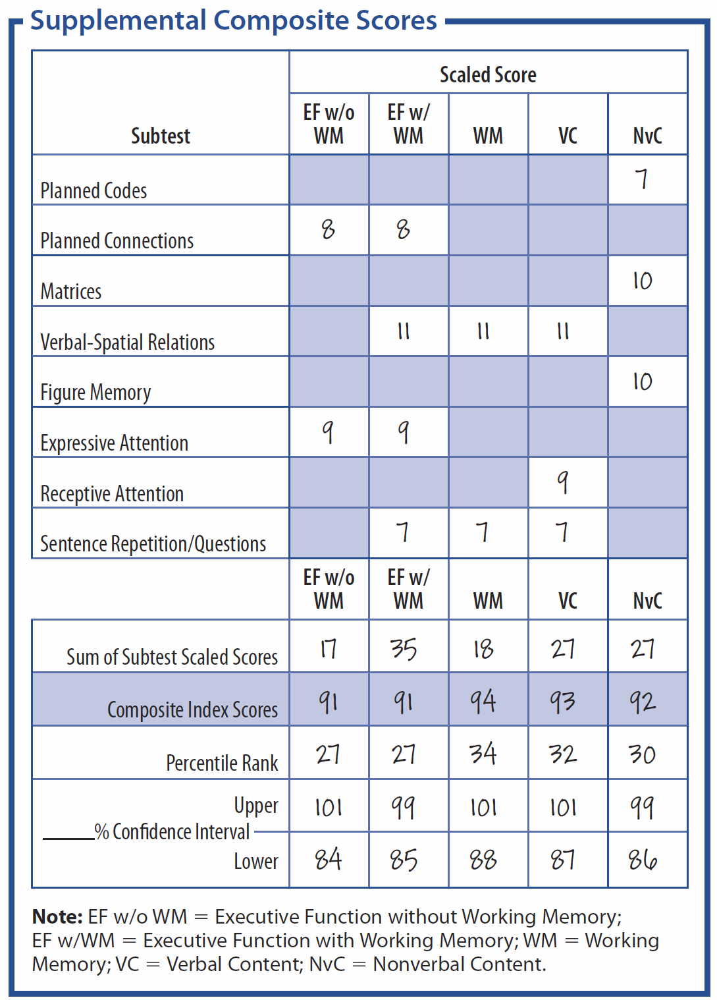 Supplemental Composite Scores
Scaled Score
Subtest EF w/o WM EF w/ WM WM VC NvC
Planned Codes 7
Planned Connections 8 8
Matrices 10
Verbal-Spatial Relations 11 11 11
Figure Memory 10
Expressive Attention 9 9
Receptive Attention 9
Sentence Repetition/Questions 7 7 7
EF w/o WM EF w/ WM WM VC NvC
Sum of Subtest Scaled Scores 17 35 18 27 27
Composite Index Scores 91 91 94 93 92
Percentile Rank 27 27 34 32 30
Upper 101 99 101 101 99
_____% Confidence Interval
Lower 84 85 88 87 86
Note: EF w/o WM = Executive Function without Working Memory;
EF w/WM = Executive Function with Working Memory; WM = Working
Memory; VC = Verbal Content; NvC = Nonverbal Content.